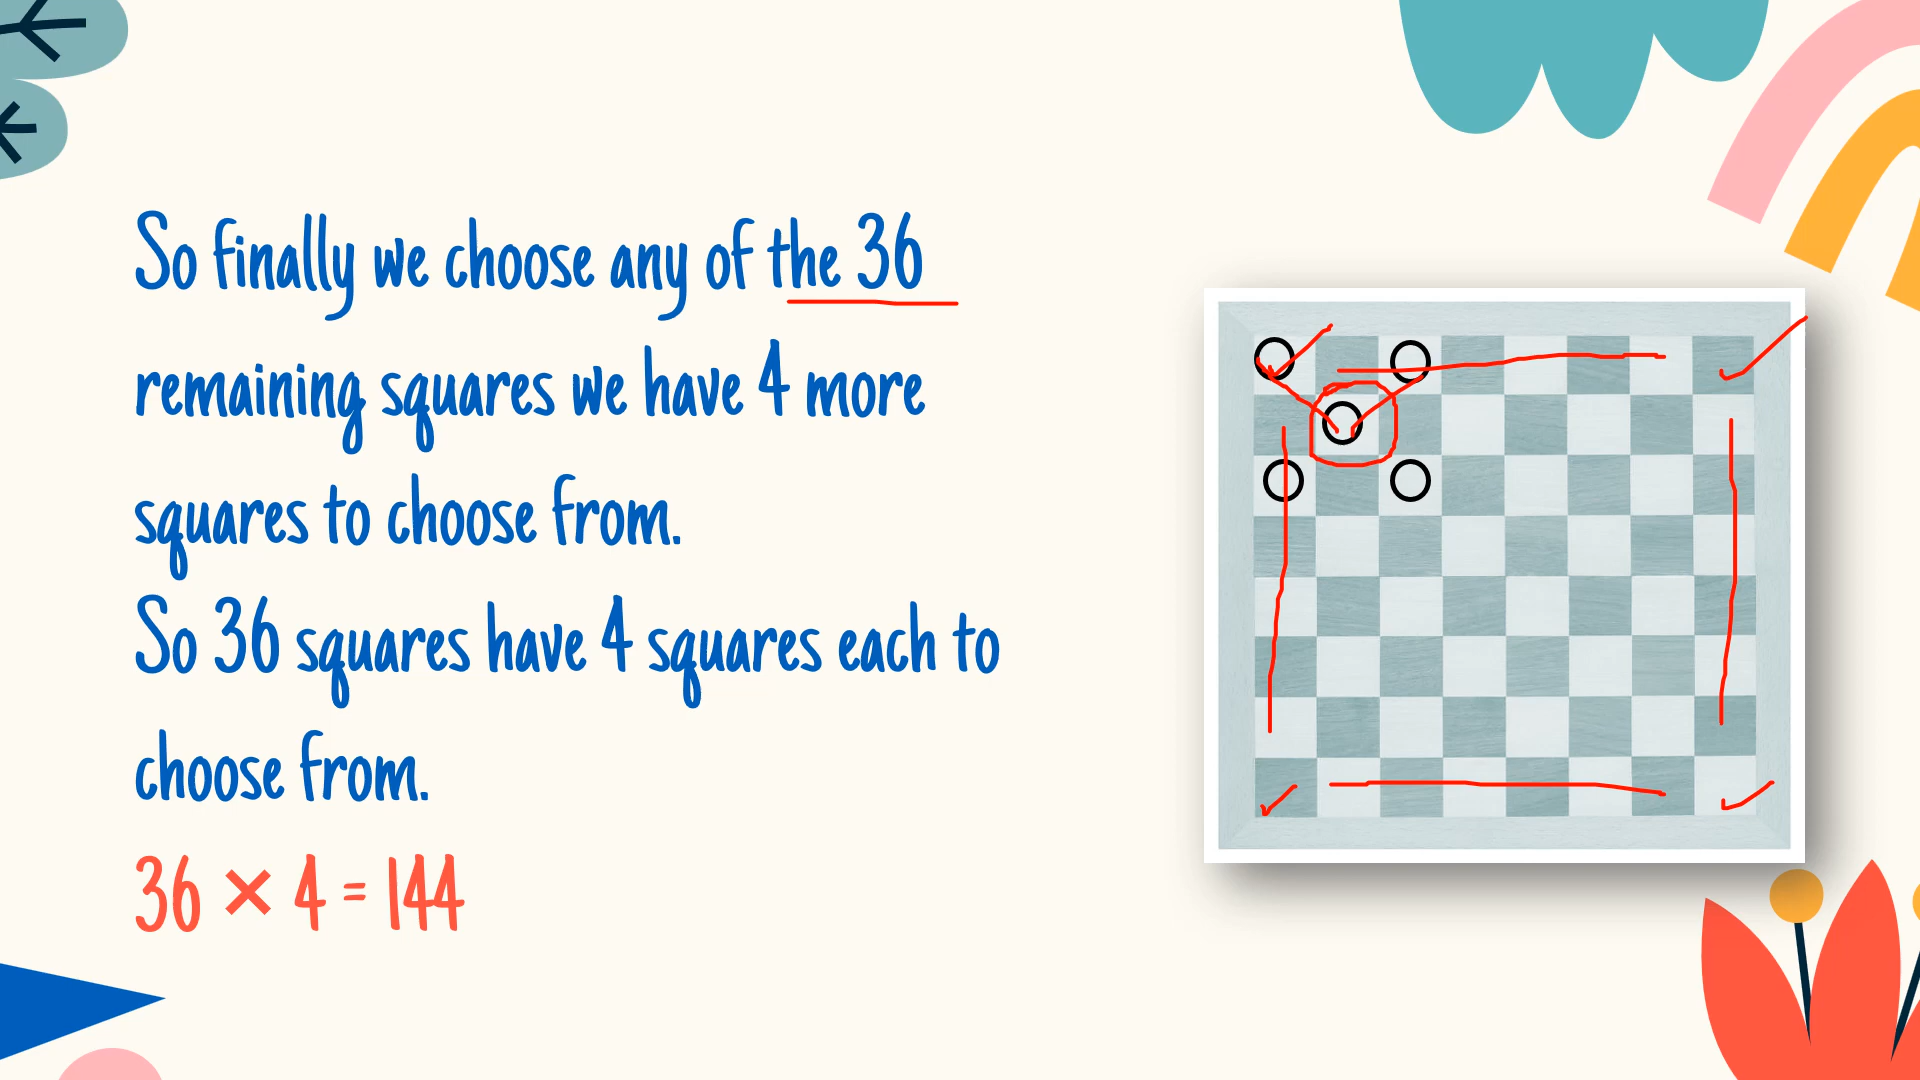 So finally we choose any of the 36
remaining squares we have 4 more
squares to choose from.
So 36 squares have 4 squares each to
choose from.
36 × 4 = 144